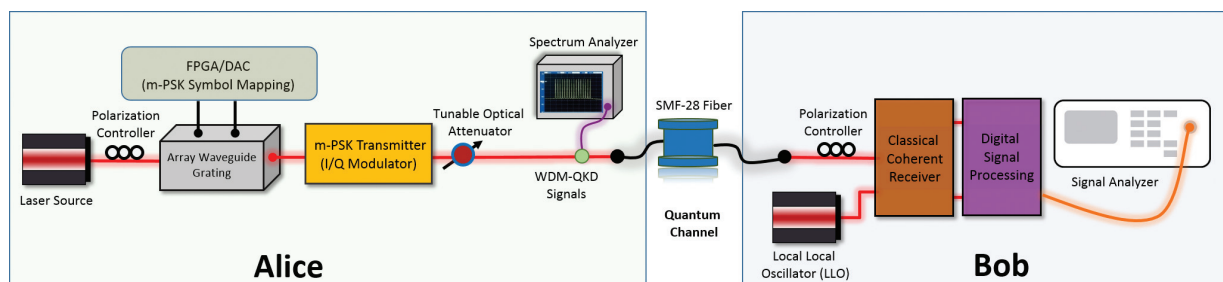 FPGA/DAC
(m-PSK Symbol Mapping)
Polarization
Controller
Laser Source
Array Waveguide
Grating
m-PSK Transmitter
(I/Q Modulator)
Tunable Optical
Attenuator
Spectrum Analyzer
WDM-QKD
Signals
Alice
SMF-28 Fiber
Quantum
Channel
Polarization
Controller
Local Local
Oscillator (LLO)
Classical
Coherent
Receiver
Digital
Signal
Processing
Signal Analyzer
Bob